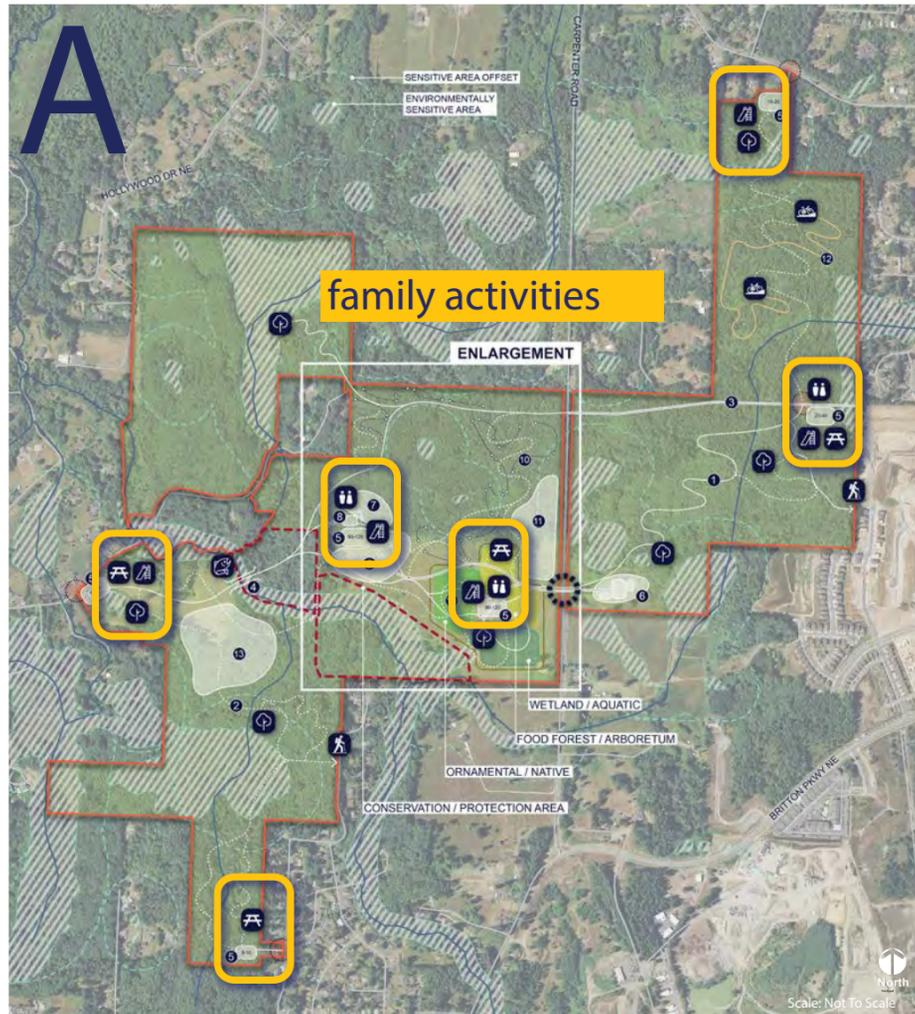 A
SENSITIVE AREA OFFSET
CARPENTER ROAD
ENVIRONMENTALLY
SENSITIVE AREA
5
HOLLYWOOD DR NE
12
family activities
ENLARGEMENT
3
5
10
1
7
8
5
11
4
6
5
13
2
WETLAND / AQUATIC
FOOD FOREST / ARBORETUM
ORNAMENTAL / NATIVE
CONSERVATION / PROTECTION AREA
BRITTON PKWY NE
5
North
Scale: Not To Scale